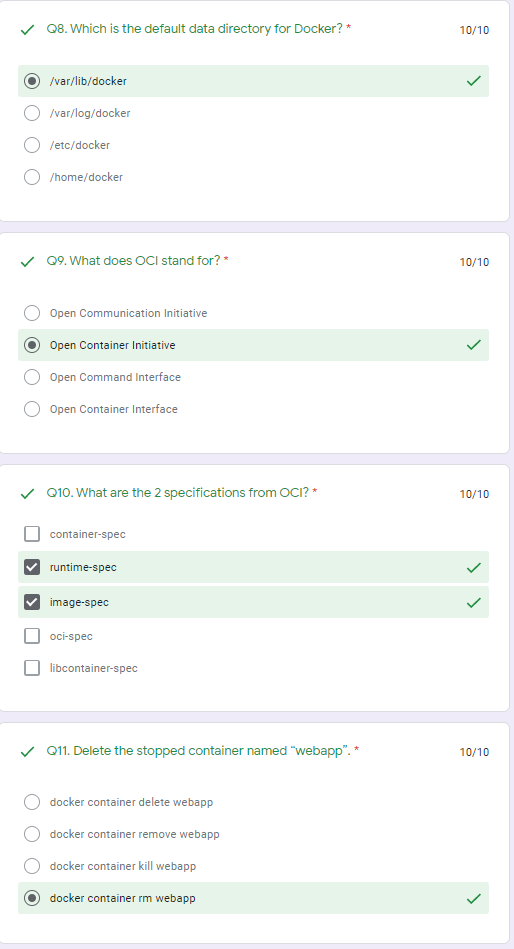 Q8. Which is the default data directory for Docker? *
10/10
/var/lib/docker
/var/log/docker
/etc/docker
/home/docker
Q9. What does OCI stand for? *
10/10
Open Communication Initiative
Open Container Initiative
Open Command Interface
Open Container Interface
Q10. What are the 2 specifications from OCI? *
10/10
container-spec
runtime-spec
image-spec
oci-spec
libcontainer-spec
Q11. Delete the stopped container named “webapp”. *
10/10
docker container delete webapp
docker container remove webapp
docker container kill webapp
docker container rm webapp